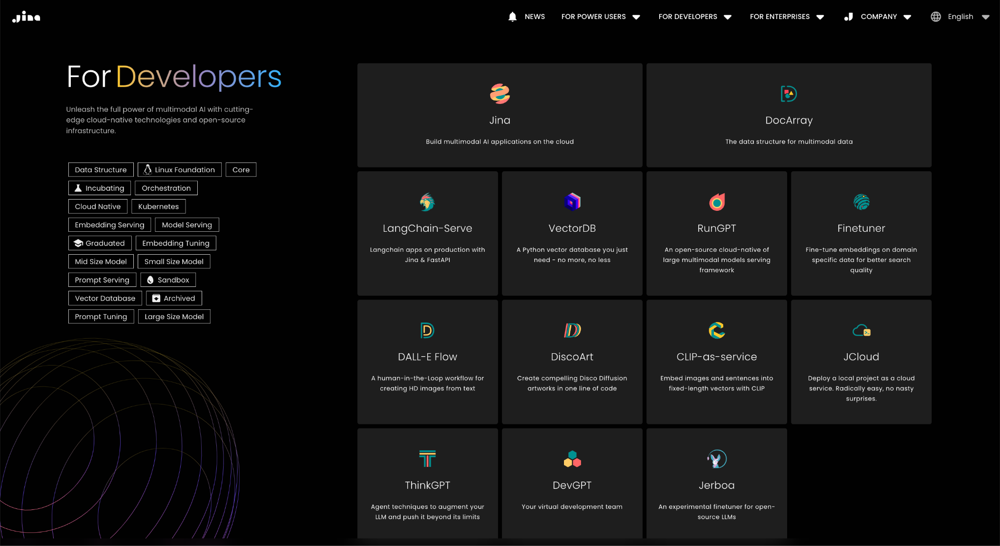 Jina
NEWS
FOR POWER USERS
FOR DEVELOPERS
FOR ENTERPRISES
COMPANY
English
For Developers
Unleash the full power of multimodal AI with cutting-
edge cloud-native technologies and open-source
infrastructure.
Data Structure
Linux Foundation
Core
Incubating
Orchestration
Cloud Native
Kubernetes
Embedding Serving
Model Serving
Graduated
Embedding Tuning
Mid Size Model
Small Size Model
Prompt Serving
Sandbox
Vector Database
Archived
Prompt Tuning
Large Size Model
Jina
Build multimodal AI applications on the cloud
DocArray
The data structure for multimodal data
LangChain-Serve
Langchain apps on production with
Jina & FastAPI
VectorDB
A Python vector database you just
need - no more, no less
RunGPT
An open-source cloud-native of
large multimodal models serving
framework
Finetuner
Fine-tune embeddings on domain
specific data for better search
quality
DALL-E Flow
A human-in-the-Loop workflow for
creating HD images from text
DiscoArt
Create compelling Disco Diffusion
artworks in one line of code
CLIP-as-service
Embed images and sentences into
fixed-length vectors with CLIP
JCloud
Deploy a local project as a cloud
service. Radically easy, no nasty
surprises.
ThinkGPT
Agent techniques to augment your
LLM and push it beyond its limits
DevGPT
Your virtual development team
Jerboa
An experimental finetuner for open-
source LLMs